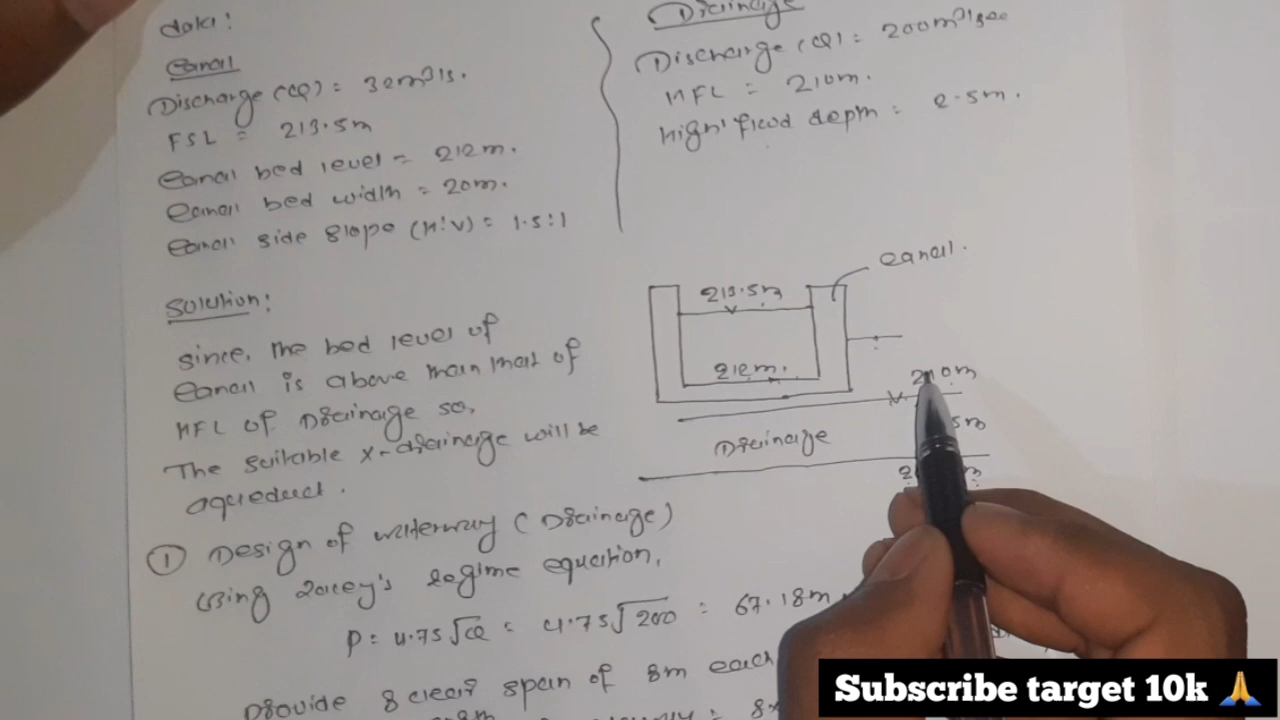 data:
Canal
Discharge (Q) = 32m³/s.
FSL = 213.5m
Canal bed level = 212m.
Canal bed width = 20m.
Canal side slope (H:V) = 1.5:1
Drainage
Discharge (Q) = 200m³/sec
HFL = 210m.
High flood depth = 2.5m.
Canal.
213.5m
212m.
210m
5m
Drainage
Solution:
Since, the bed level of
Canal is above than that of
HFL of Drainage so,
The suitable x-drainage will be
aqueduct.
① Design of waterway (Drainage)
Using Lacey's regime equation,
P = 4.75√Q = 4.75√200 = 67.18m
Provide 8 clear span of 8m each
Subscribe target 10k 🙏